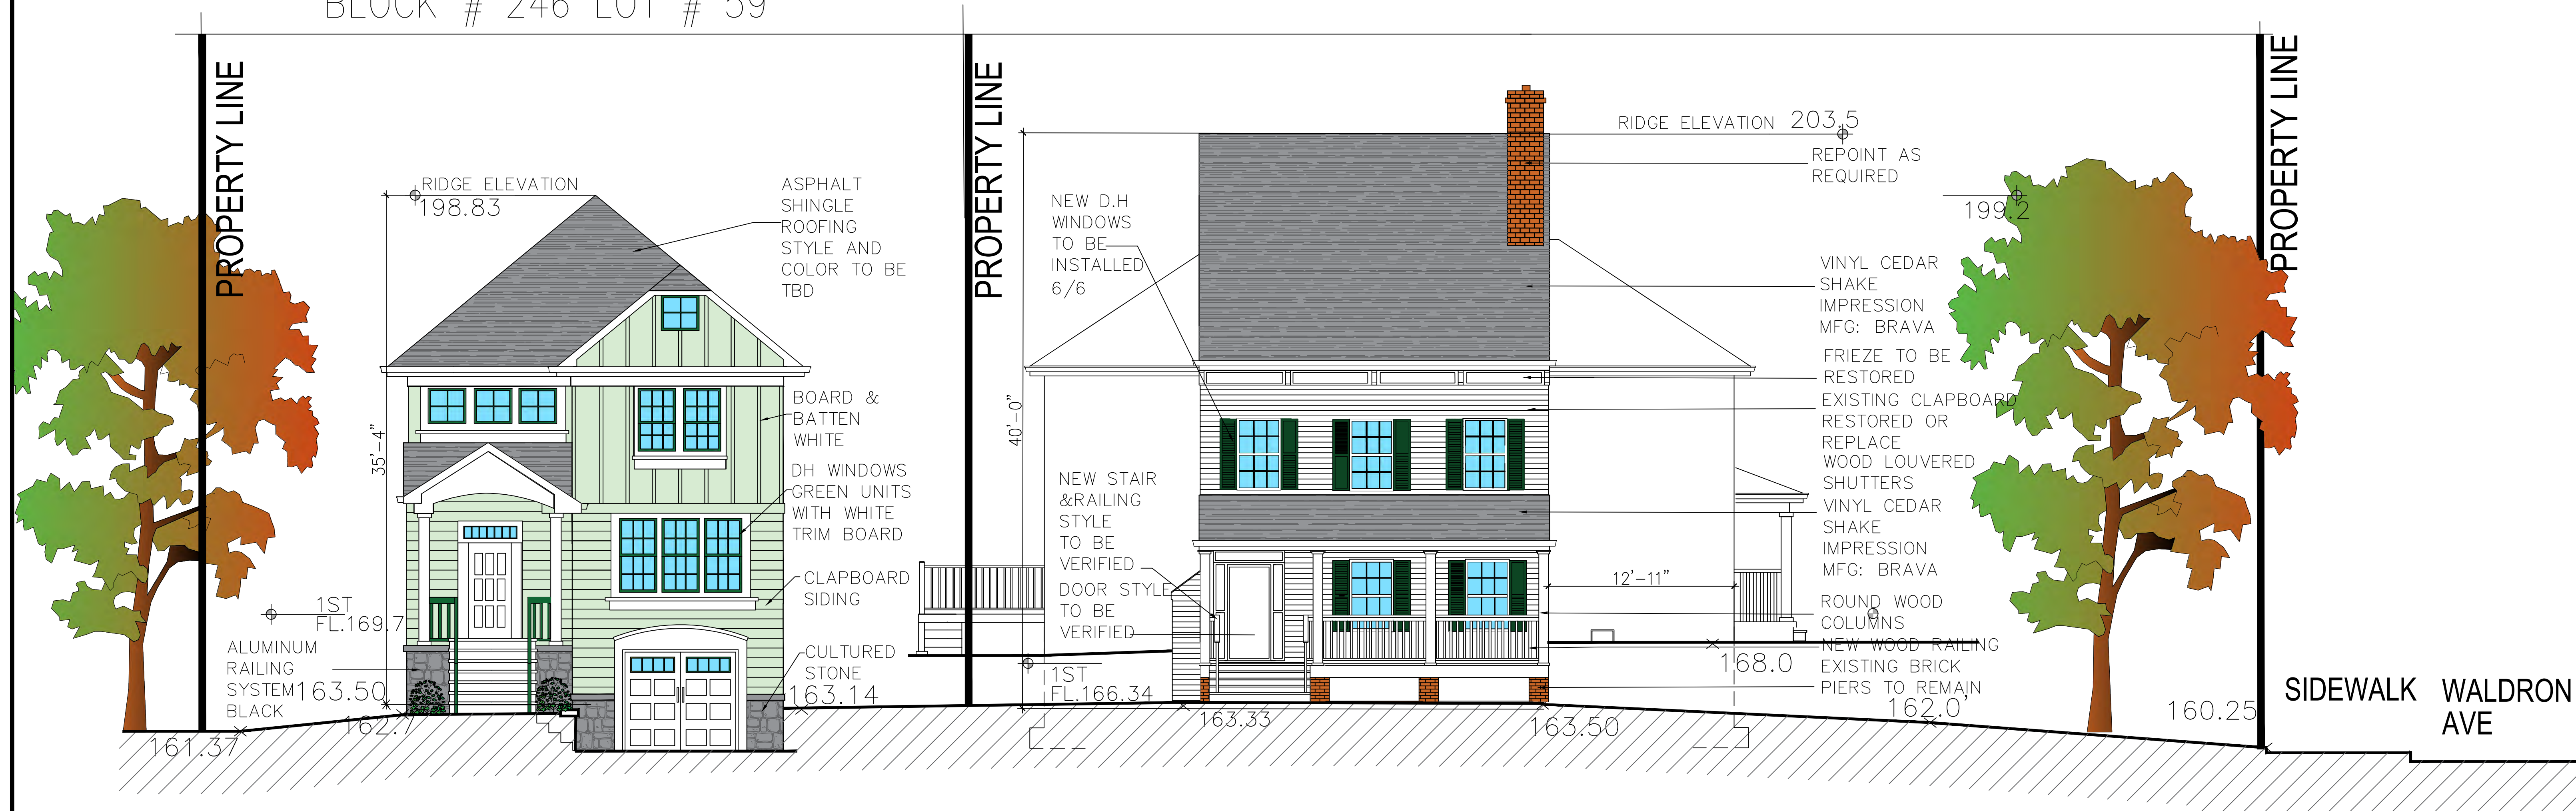 BLOCK # 246 LOT # 59
PROPERTY LINE
PROPERTY LINE
PROPERTY LINE
RIDGE ELEVATION
198.83
35'-4"
ASPHALT
SHINGLE
ROOFING
STYLE AND
COLOR TO BE
TBD
BOARD &
BATTEN
WHITE
DH WINDOWS
GREEN UNITS
WITH WHITE
TRIM BOARD
CLAPBOARD
SIDING
CULTURED
STONE
163.14
1ST
FL.169.7
ALUMINUM
RAILING
SYSTEM
BLACK
163.50
162.7
161.37
40'-0"
NEW D.H
WINDOWS
TO BE
INSTALLED
6/6
NEW STAIR
&RAILING
STYLE
TO BE
VERIFIED
DOOR STYLE
TO BE
VERIFIED
1ST
FL.166.34
163.33
163.50
12'-11"
RIDGE ELEVATION 203.5
REPOINT AS
REQUIRED
199.2
VINYL CEDAR
SHAKE
IMPRESSION
MFG: BRAVA
FRIEZE TO BE
RESTORED
EXISTING CLAPBOARD
RESTORED OR
REPLACE
WOOD LOUVERED
SHUTTERS
VINYL CEDAR
SHAKE
IMPRESSION
MFG: BRAVA
ROUND WOOD
COLUMNS
NEW WOOD RAILING
EXISTING BRICK
PIERS TO REMAIN
168.0
162.0'
160.25
SIDEWALK
WALDRON
AVE